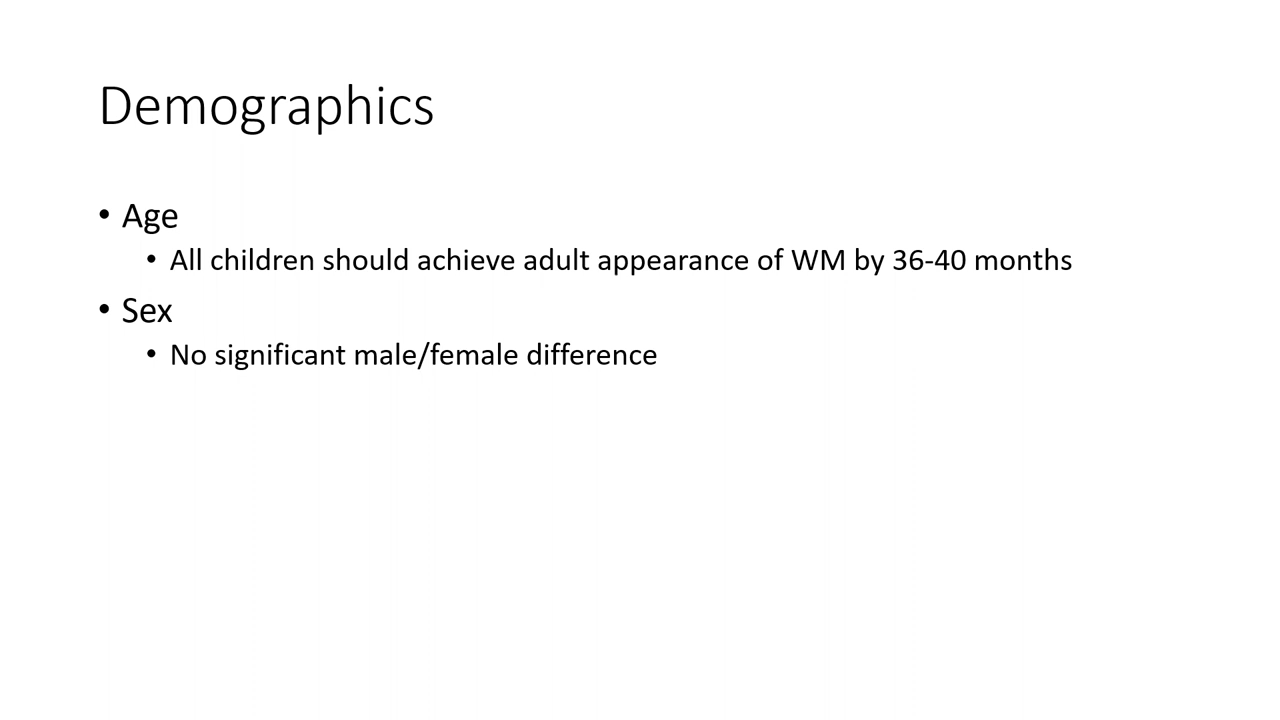 Demographics
• Age
• All children should achieve adult appearance of WM by 36-40 months
• Sex
• No significant male/female difference